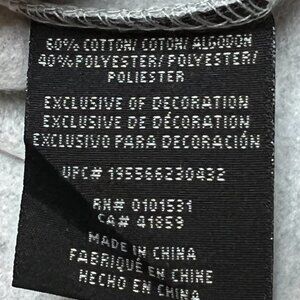 60% COTTON/ COTON/ ALGODON
40% POLYESTER/ POLYESTER/
POLIESTER
EXCLUSIVE OF DECORATION
EXCLUSIVE DE DÉCORATION
EXCLUSIVO PARA DECORACIÓN
UPC# 195566230432
RN# 0101531
CA# 41859
MADE IN CHINA
FABRIQUÉ EN CHINE
HECHO EN CHINA